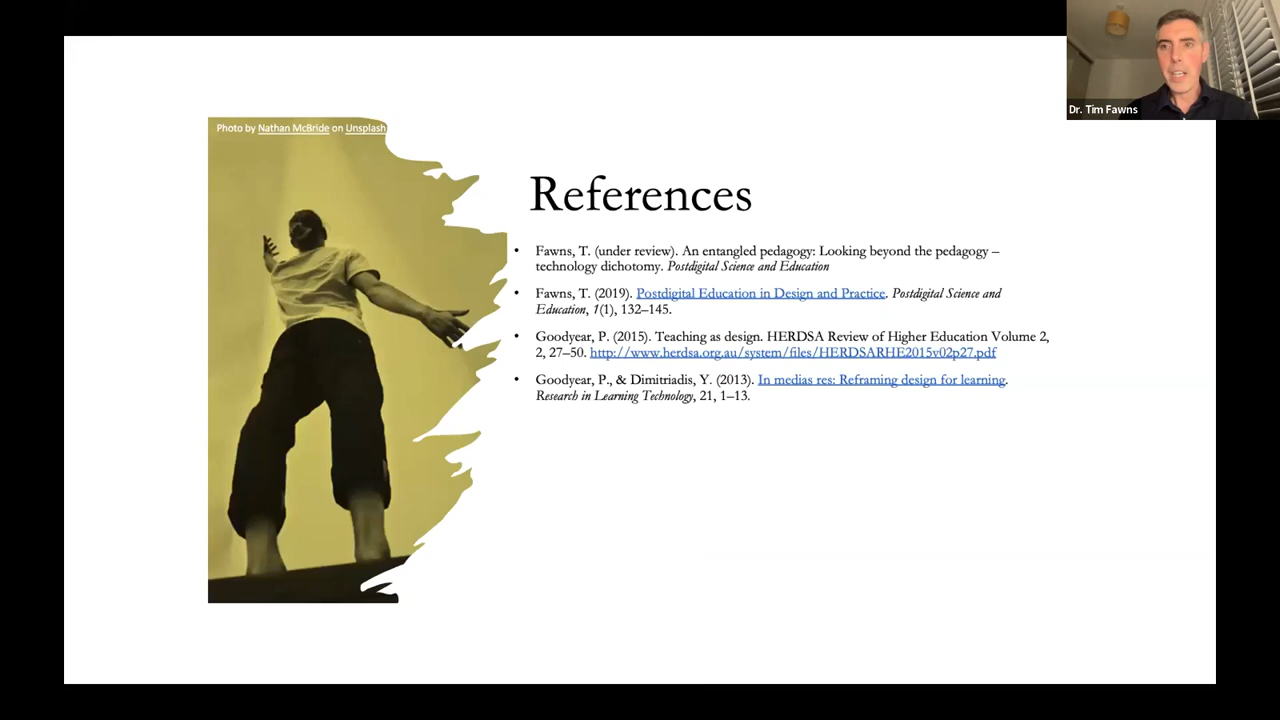 Photo by Nathan McBride on Unsplash
Dr. Tim Fawns
References
• Fawns, T. (under review). An entangled pedagogy: Looking beyond the pedagogy –
technology dichotomy. Postdigital Science and Education
• Fawns, T. (2019). Postdigital Education in Design and Practice. Postdigital Science and
Education, 1(1), 132–145.
• Goodyear, P. (2015). Teaching as design. HERDSA Review of Higher Education Volume 2,
2, 27–50. http://www.herdsa.org.au/system/files/HERDSARHE2015v02p27.pdf
• Goodyear, P., & Dimitriadis, Y. (2013). In medias res: Reframing design for learning.
Research in Learning Technology, 21, 1–13.